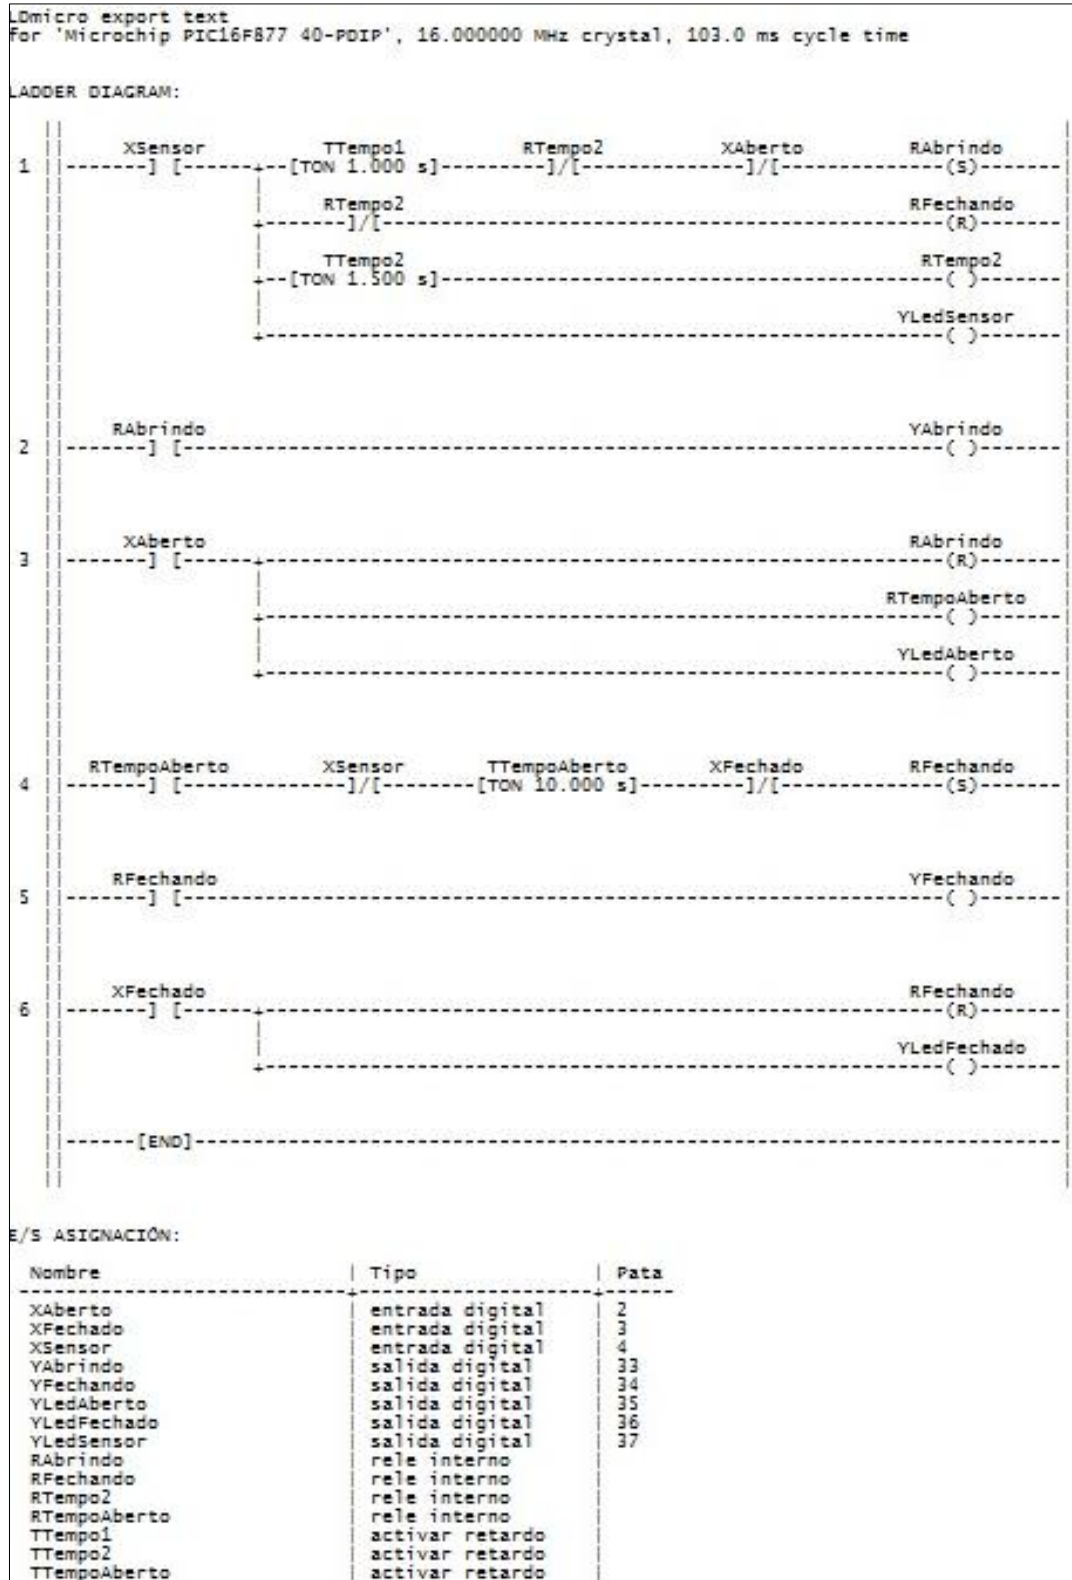 LDmicro export text
for 'Microchip PIC16F877 40-PDIP', 16.000000 MHz crystal, 103.0 ms cycle time
LADDER DIAGRAM:
XSensor TTempo1 RTempo2 XAberto RAbrindo
1 ||-------] [-------+--[TON 1.000 s]---------]/[--------------]/[--------------(S)-------|
RTempo2 RFechando
+-------]/[------------------------------------------------(R)-------|
TTempo2 RTempo2
+--[TON 1.500 s]-------------------------------------------( )-------|
YLedSensor
+----------------------------------------------------------( )-------|
RAbrindo YAbrindo
2 ||-------] [------------------------------------------------------------------( )-------|
XAberto RAbrindo
3 ||-------] [-------+----------------------------------------------------------(R)-------|
RTempoAberto
+----------------------------------------------------------( )-------|
YLedAberto
+----------------------------------------------------------( )-------|
RTempoAberto XSensor TTempoAberto XFechado RFechando
4 ||-------] [--------------]/[--------[TON 10.000 s]---------]/[--------------(S)-------|
RFechando YFechando
5 ||-------] [------------------------------------------------------------------( )-------|
XFechado RFechando
6 ||-------] [-------+----------------------------------------------------------(R)-------|
YLedFechado
+----------------------------------------------------------( )-------|
||------[END]--------------------------------------------------------------------------|
E/S ASIGNACIÓN:
Nombre | Tipo | Pata
XAberto | entrada digital | 2
XFechado | entrada digital | 3
XSensor | entrada digital | 4
YAbrindo | salida digital | 33
YFechando | salida digital | 34
YLedAberto | salida digital | 35
YLedFechado | salida digital | 36
YLedSensor | salida digital | 37
RAbrindo | rele interno |
RFechando | rele interno |
RTempo2 | rele interno |
RTempoAberto | rele interno |
TTempo1 | activar retardo |
TTempo2 | activar retardo |
TTempoAberto | activar retardo |